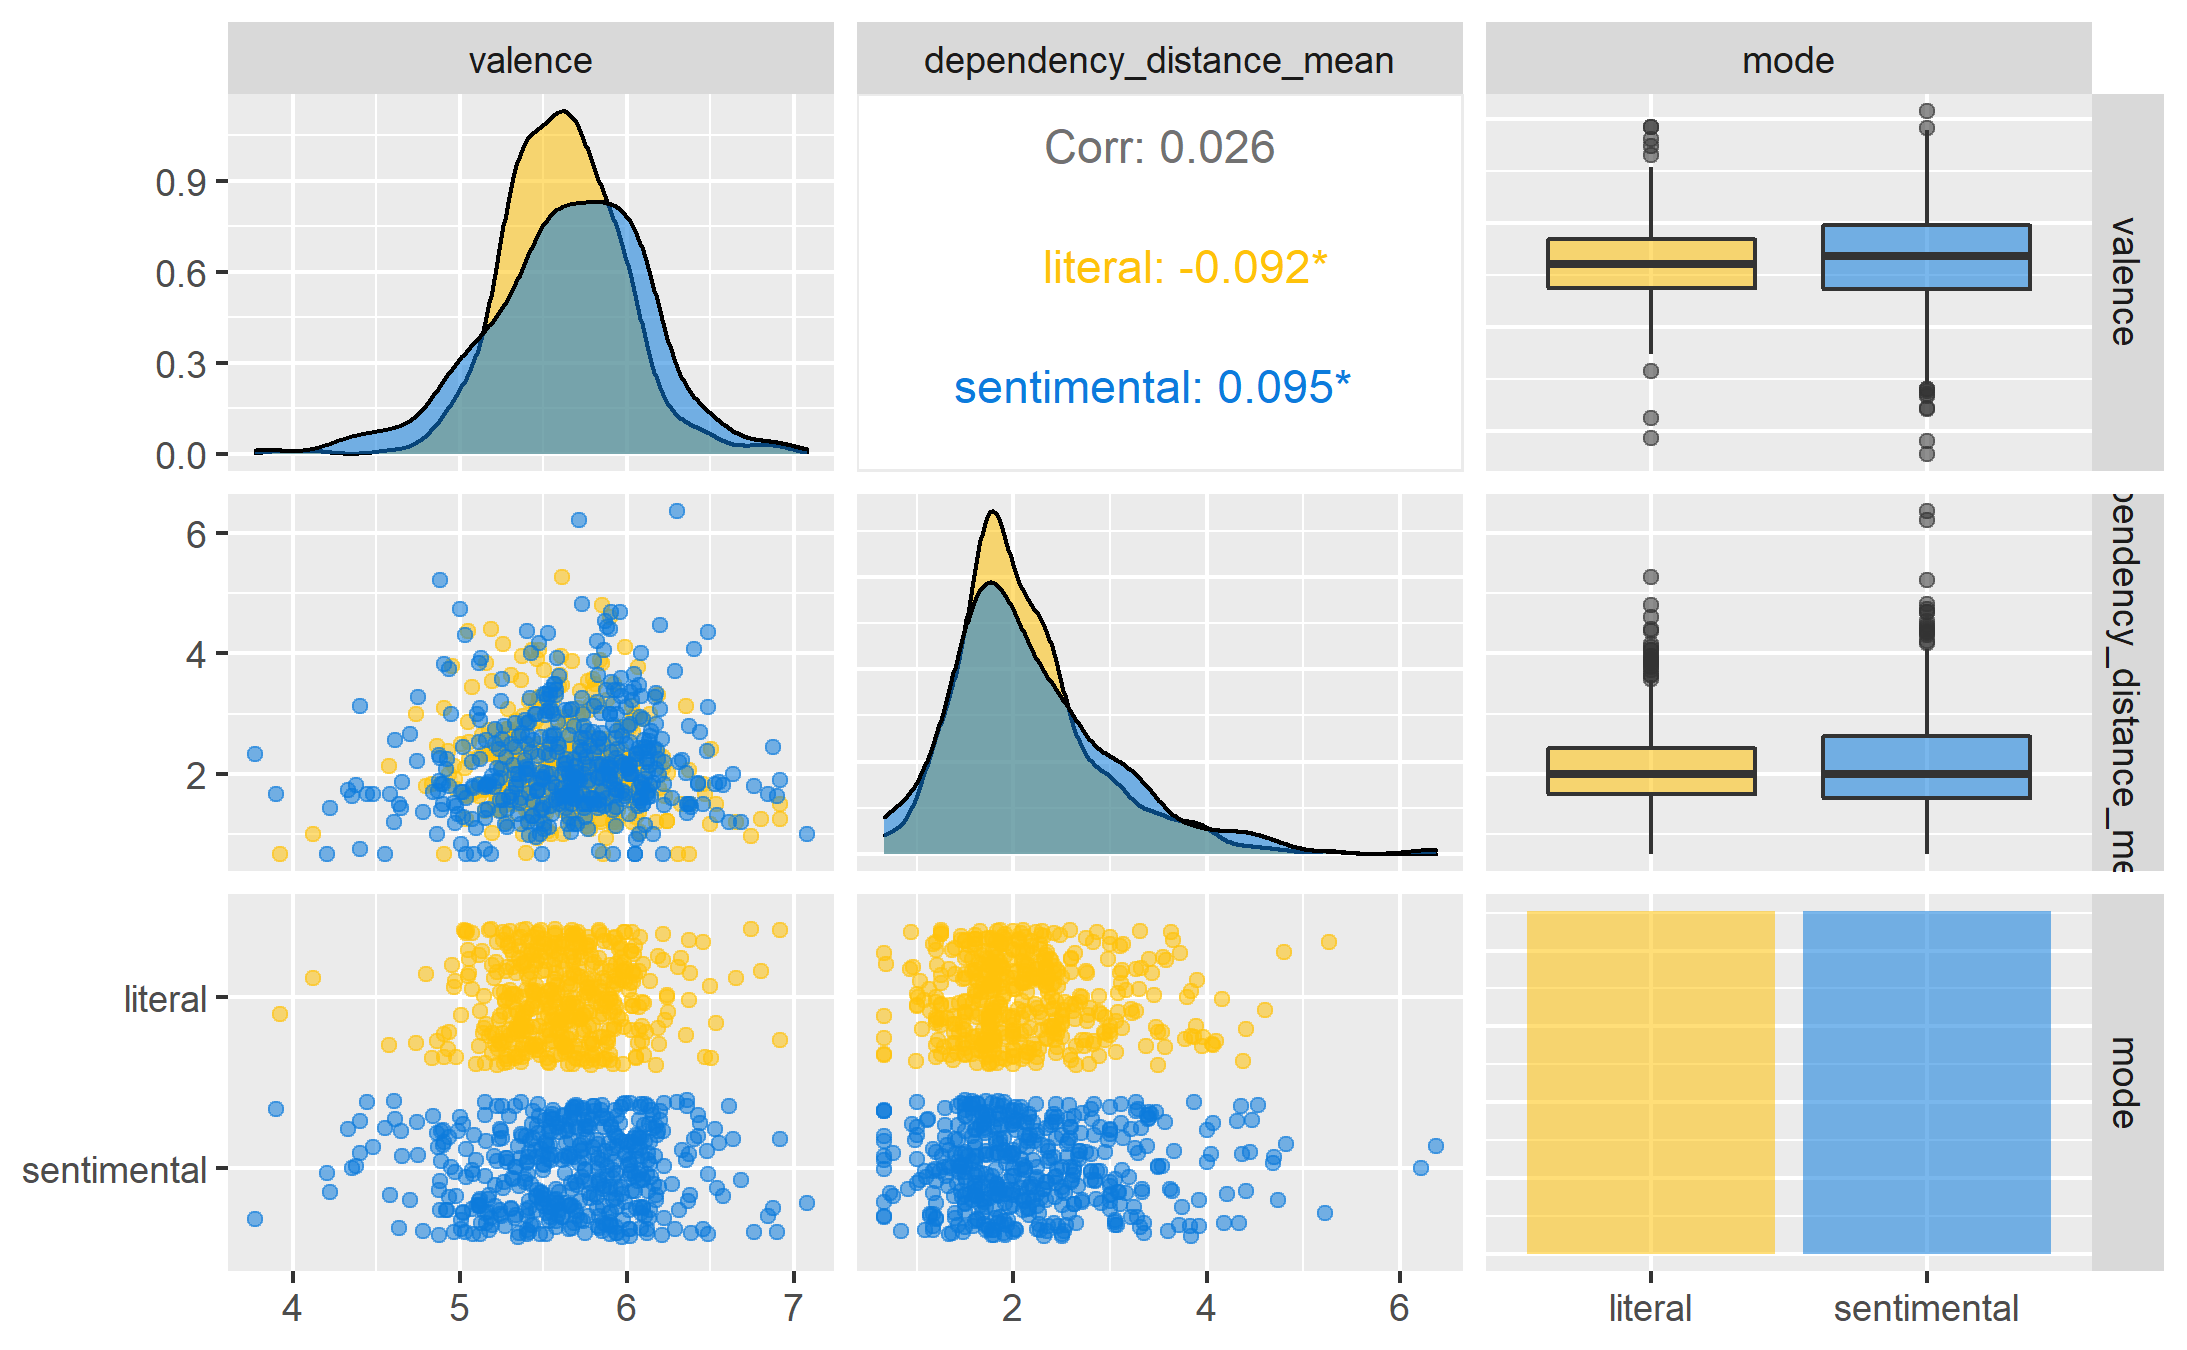 valence
dependency_distance_mean
mode
0.9
0.6
0.3
0.0
Corr: 0.026
literal: -0.092*
sentimental: 0.095*
valence
6
4
2
pendency_distance_me
literal
sentimental
mode
4 5 6 7
2 4 6
literal sentimental